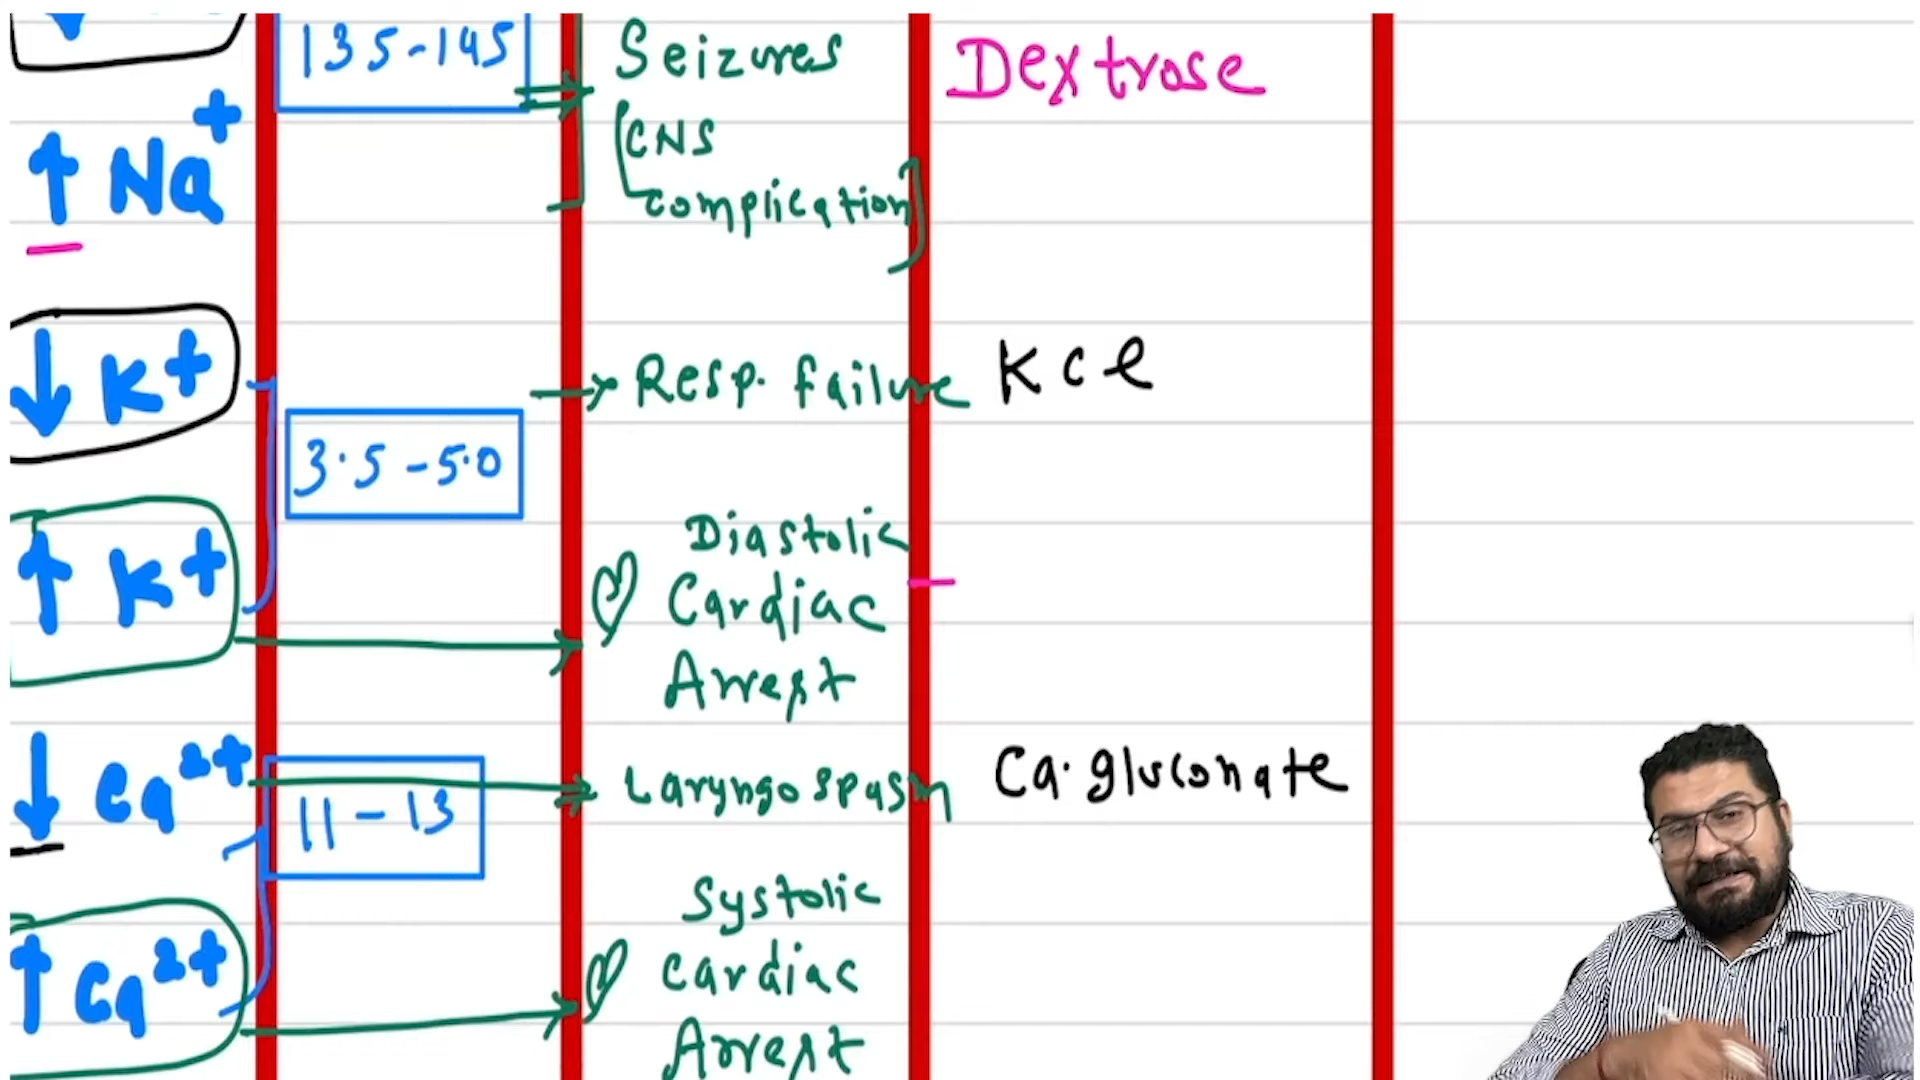 135-145
Seizures
Dextrose
[CNS
complication]
↑ Na+
↓ K+
Resp. failure
KCl
3.5-5.0
Diastolic
↑ K+
Cardiac
Arrest
↓ Ca2+
Laryngospasm
Ca. gluconate
11-13
Systolic
↑ Ca2+
Cardiac
Arrest